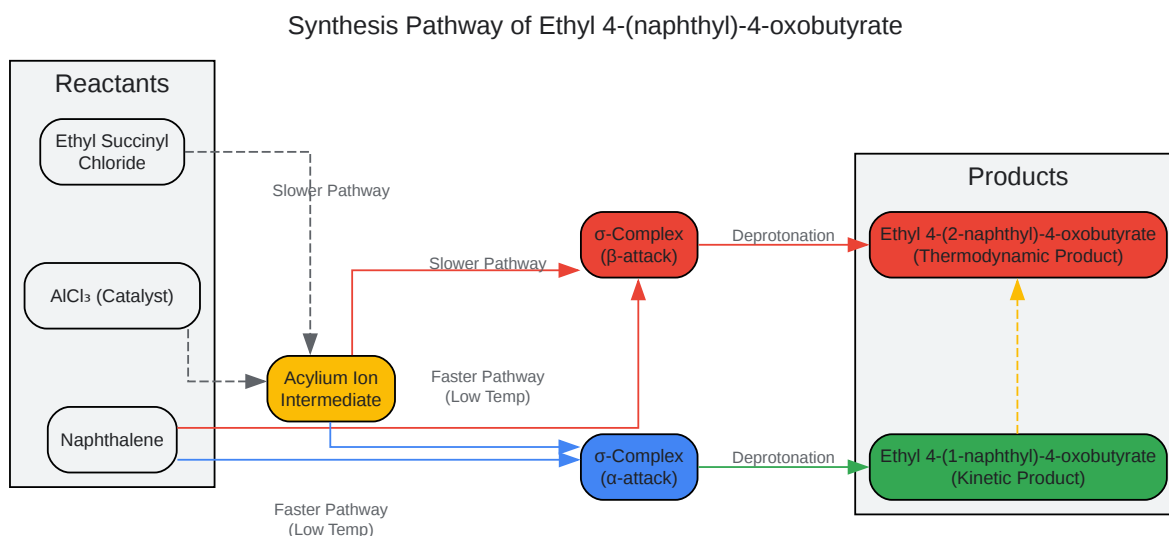 Synthesis Pathway of Ethyl 4-(naphthyl)-4-oxobutyrate
Reactants
Ethyl Succinyl
Chloride
Slower Pathway
AlCl₃ (Catalyst)
Acylium Ion
Intermediate
Naphthalene
Slower Pathway
Faster Pathway
(Low Temp)
Faster Pathway
(Low Temp)
σ-Complex
(β-attack)
σ-Complex
(α-attack)
Deprotonation
Deprotonation
Products
Ethyl 4-(2-naphthyl)-4-oxobutyrate
(Thermodynamic Product)
Ethyl 4-(1-naphthyl)-4-oxobutyrate
(Kinetic Product)